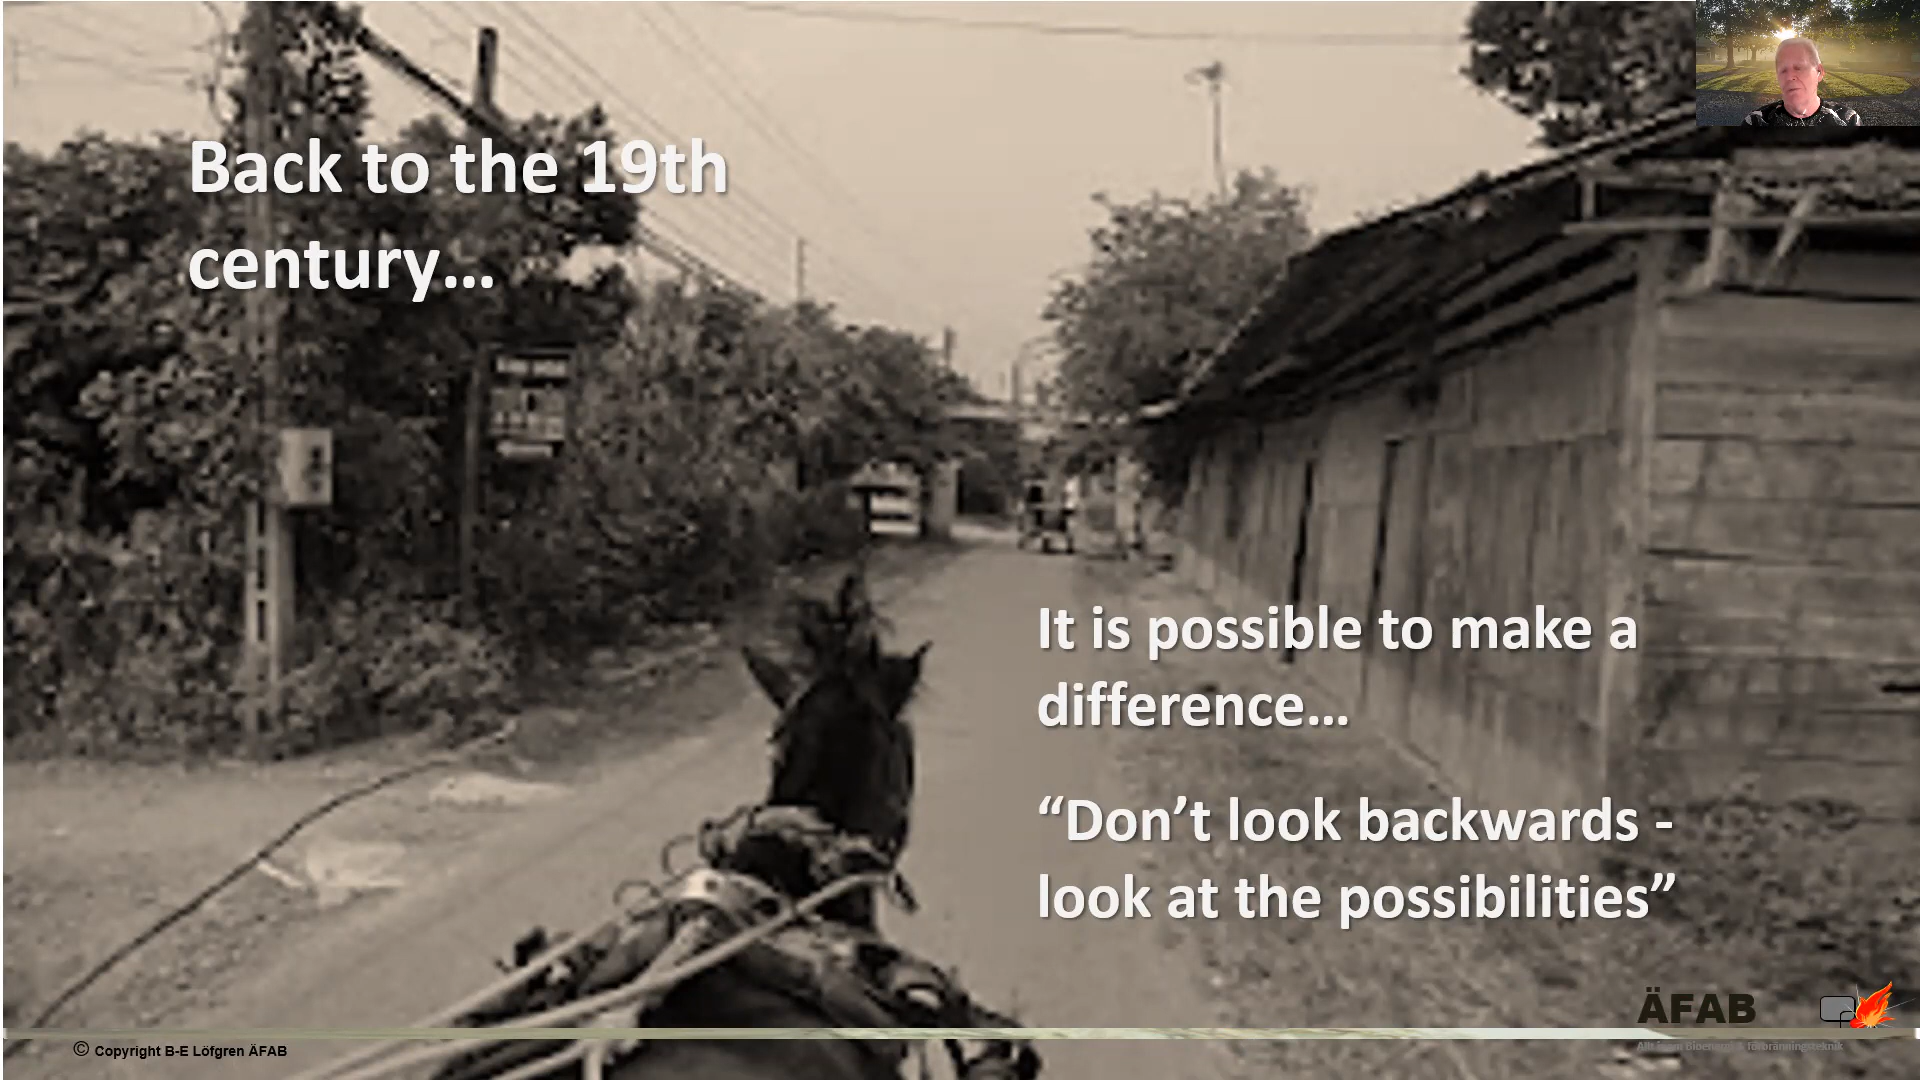 Back to the 19th
century...
It is possible to make a
difference...
“Don’t look backwards -
look at the possibilities”
ÄFAB
© Copyright B-E Löfgren ÄFAB